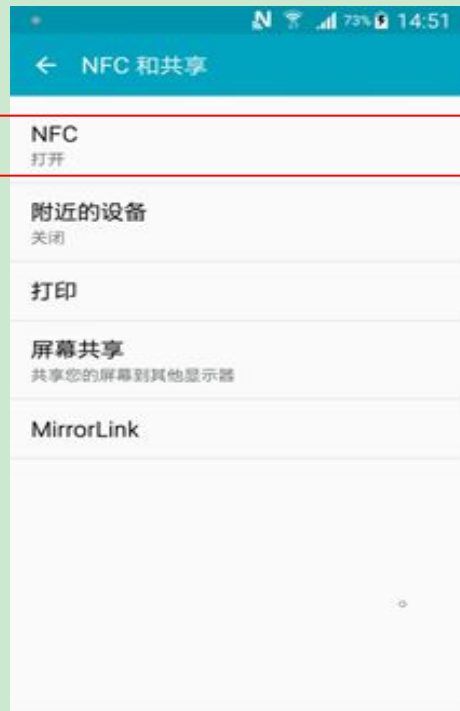 73% 14:51
NFC 和共享
NFC
打开
附近的设备
关闭
打印
屏幕共享
共享您的屏幕到其他显示器
MirrorLink